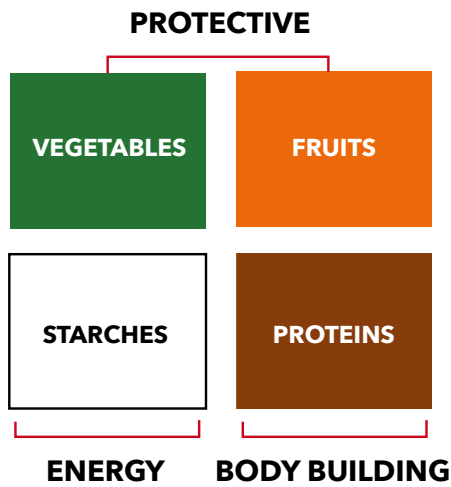 PROTECTIVE
VEGETABLES
FRUITS
STARCHES
PROTEINS
ENERGY
BODY BUILDING